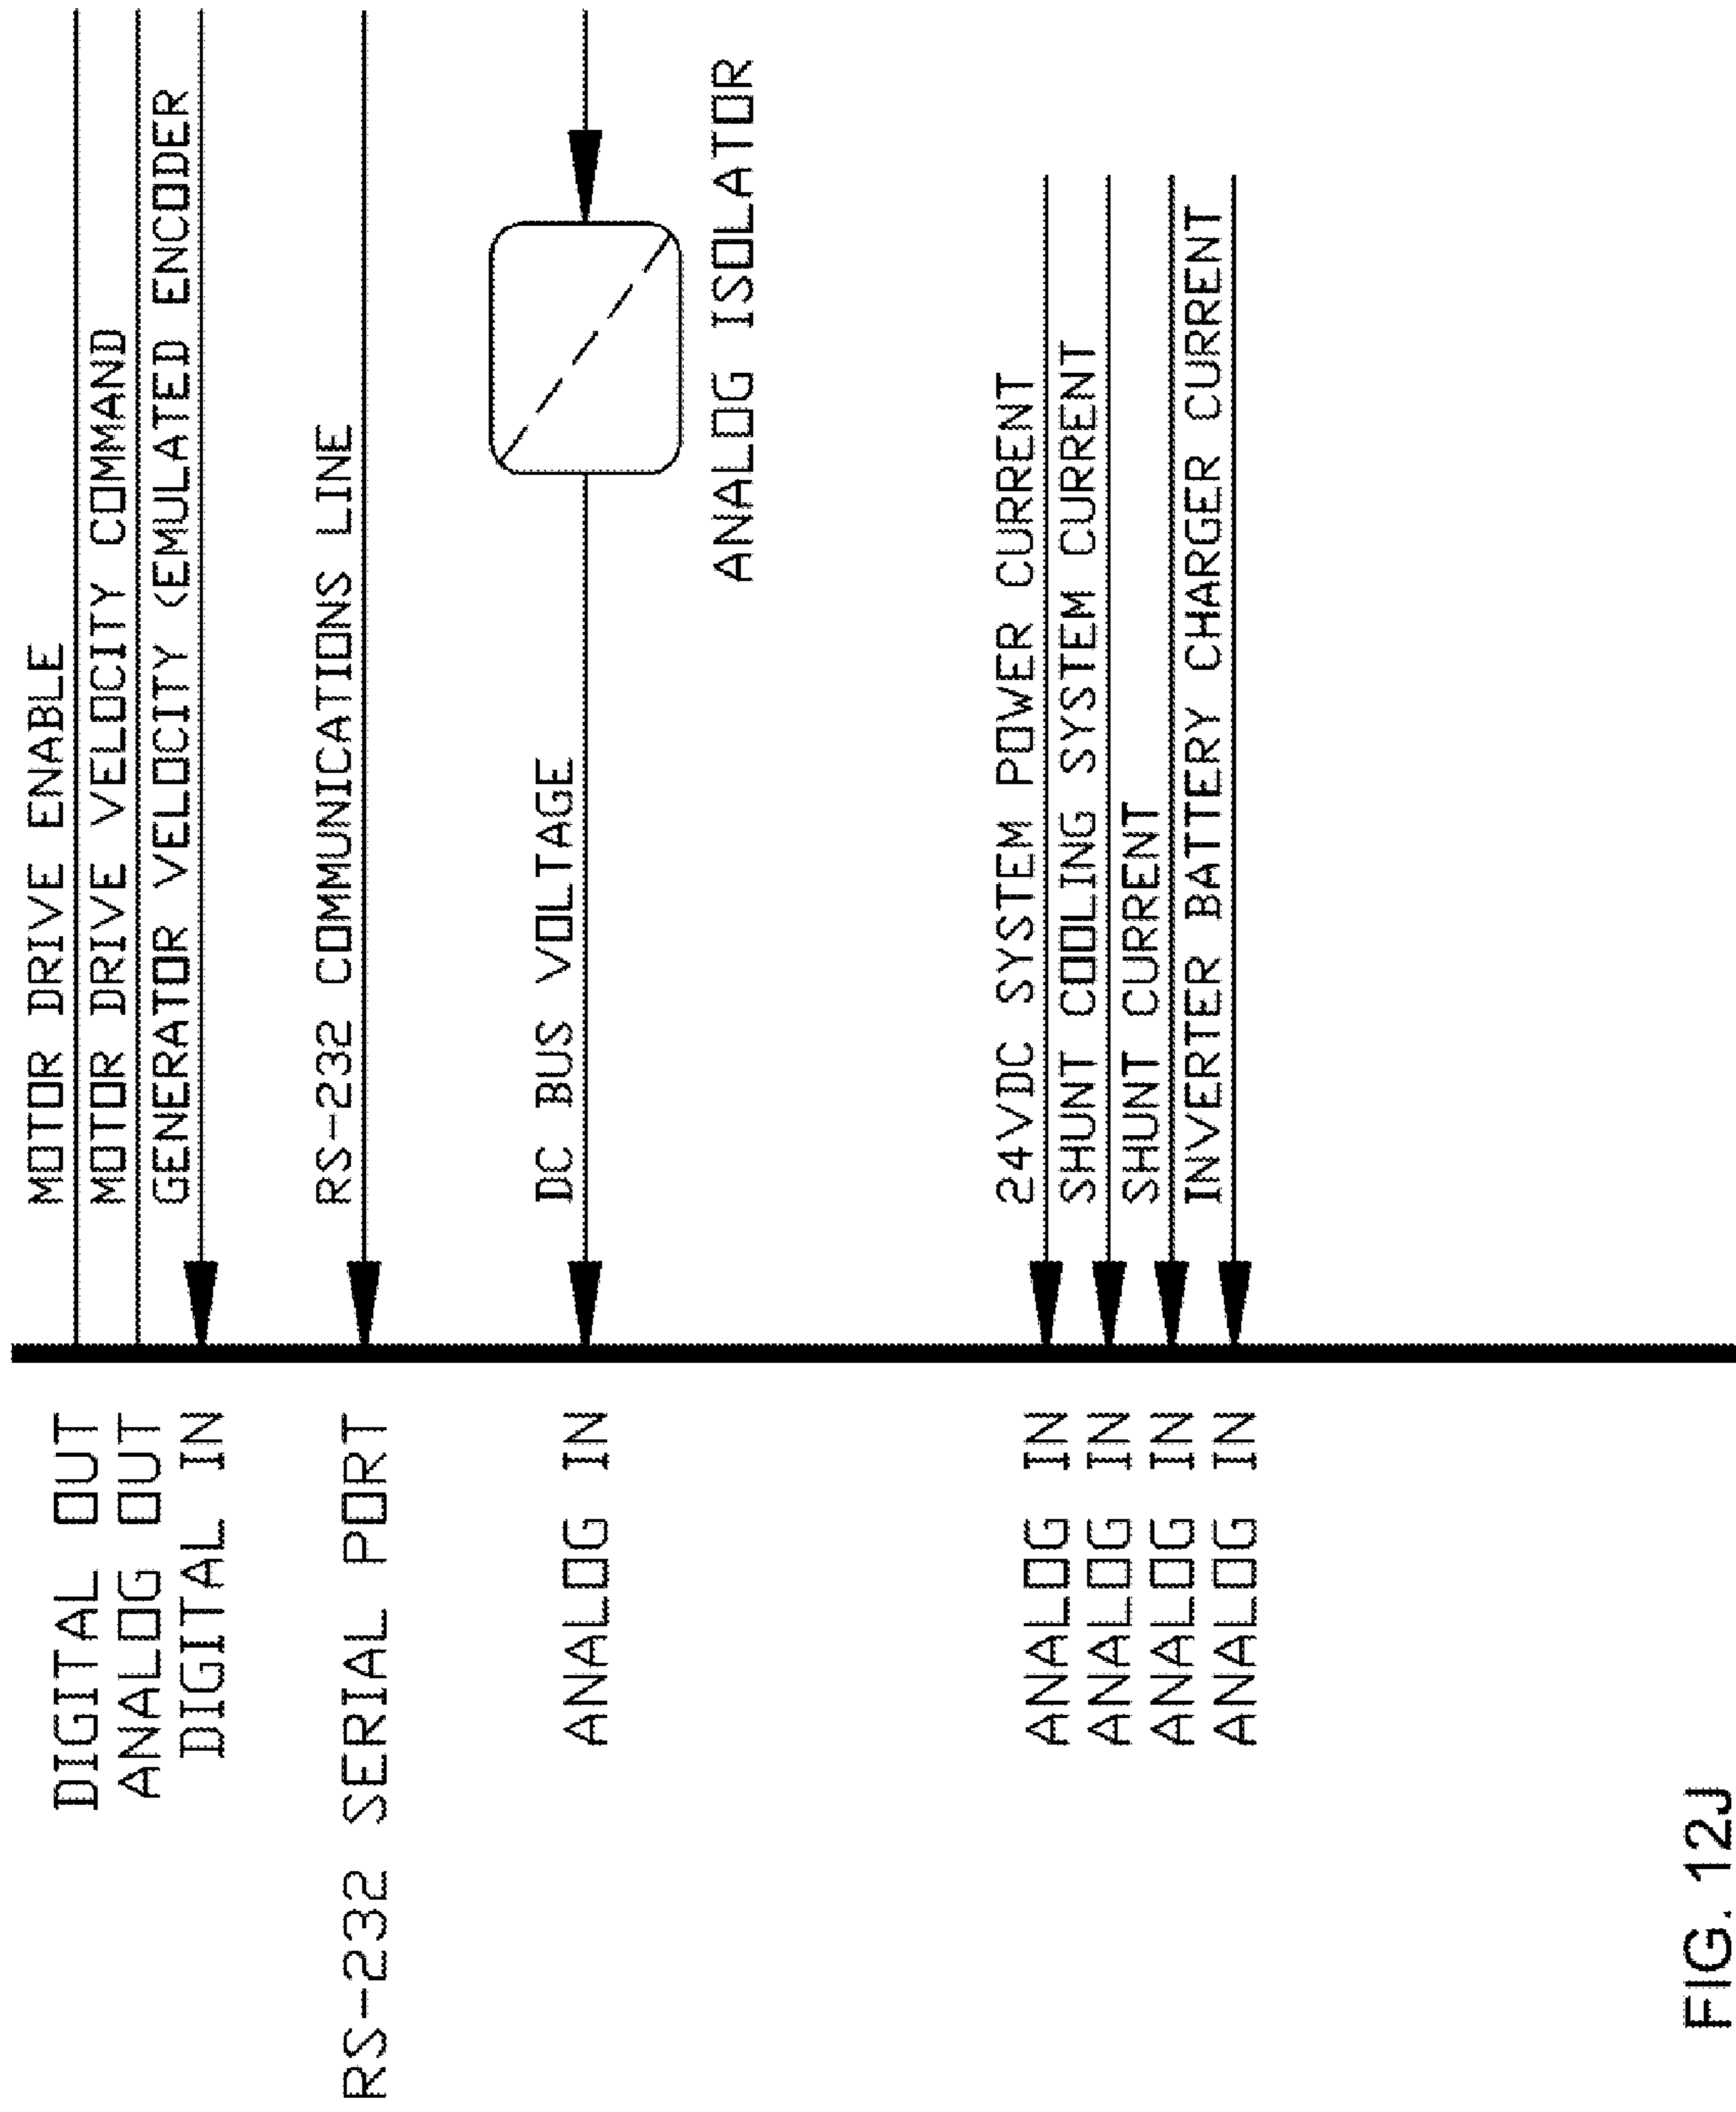 MOTOR DRIVE ENABLE
DIGITAL OUT
MOTOR DRIVE VELOCITY COMMAND
ANALOG OUT
GENERATOR VELOCITY (EMULATED ENCODER
DIGITAL IN
RS-232 COMMUNICATIONS LINE
RS-232 SERIAL PORT
DC BUS VOLTAGE
ANALOG IN
ANALOG ISOLATOR
24VDC SYSTEM POWER CURRENT
ANALOG IN
SHUNT COOLING SYSTEM CURRENT
ANALOG IN
SHUNT CURRENT
ANALOG IN
INVERTER BATTERY CHARGER CURRENT
ANALOG IN
FIG. 12J